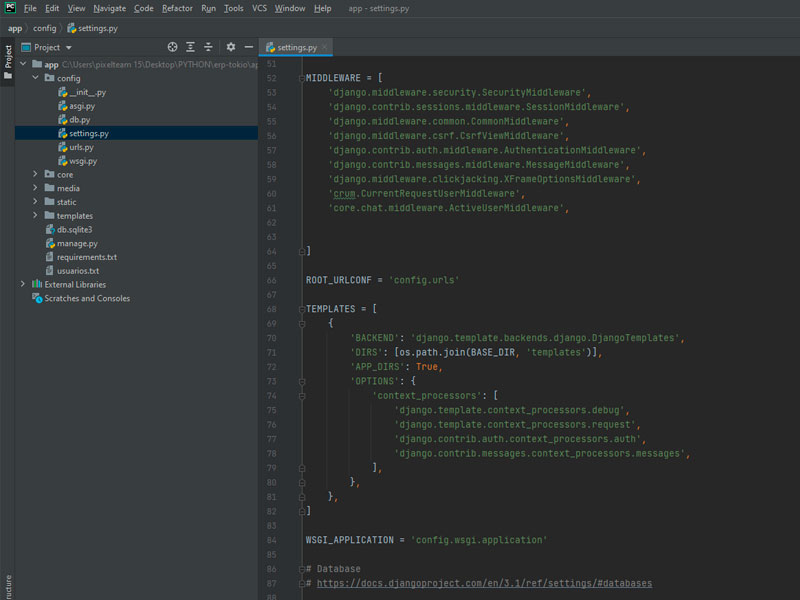 PC File Edit View Navigate Code Refactor Run Tools VCS Window Help app - settings.py
app config settings.py
Project
Project
settings.py
app C:\Users\pixelteam 15\Desktop\PYTHON\erp-tokio\ap
config
__init__.py
asgi.py
db.py
settings.py
urls.py
wsgi.py
core
media
static
templates
db.sqlite3
manage.py
requirements.txt
usuarios.txt
External Libraries
Scratches and Consoles
51
52 MIDDLEWARE = [
53 'django.middleware.security.SecurityMiddleware',
54 'django.contrib.sessions.middleware.SessionMiddleware',
55 'django.middleware.common.CommonMiddleware',
56 'django.middleware.csrf.CsrfViewMiddleware',
57 'django.contrib.auth.middleware.AuthenticationMiddleware',
58 'django.contrib.messages.middleware.MessageMiddleware',
59 'django.middleware.clickjacking.XFrameOptionsMiddleware',
60 'crum.CurrentRequestUserMiddleware',
61 'core.chat.middleware.ActiveUserMiddleware',
62
63
64 ]
65
66 ROOT_URLCONF = 'config.urls'
67
68 TEMPLATES = [
69 {
70 'BACKEND': 'django.template.backends.django.DjangoTemplates',
71 'DIRS': [os.path.join(BASE_DIR, 'templates')],
72 'APP_DIRS': True,
73 'OPTIONS': {
74 'context_processors': [
75 'django.template.context_processors.debug',
76 'django.template.context_processors.request',
77 'django.contrib.auth.context_processors.auth',
78 'django.contrib.messages.context_processors.messages',
79 ],
80 },
81 },
82 ]
83
84 WSGI_APPLICATION = 'config.wsgi.application'
85
86 # Database
87 # https://docs.djangoproject.com/en/3.1/ref/settings/#databases
88